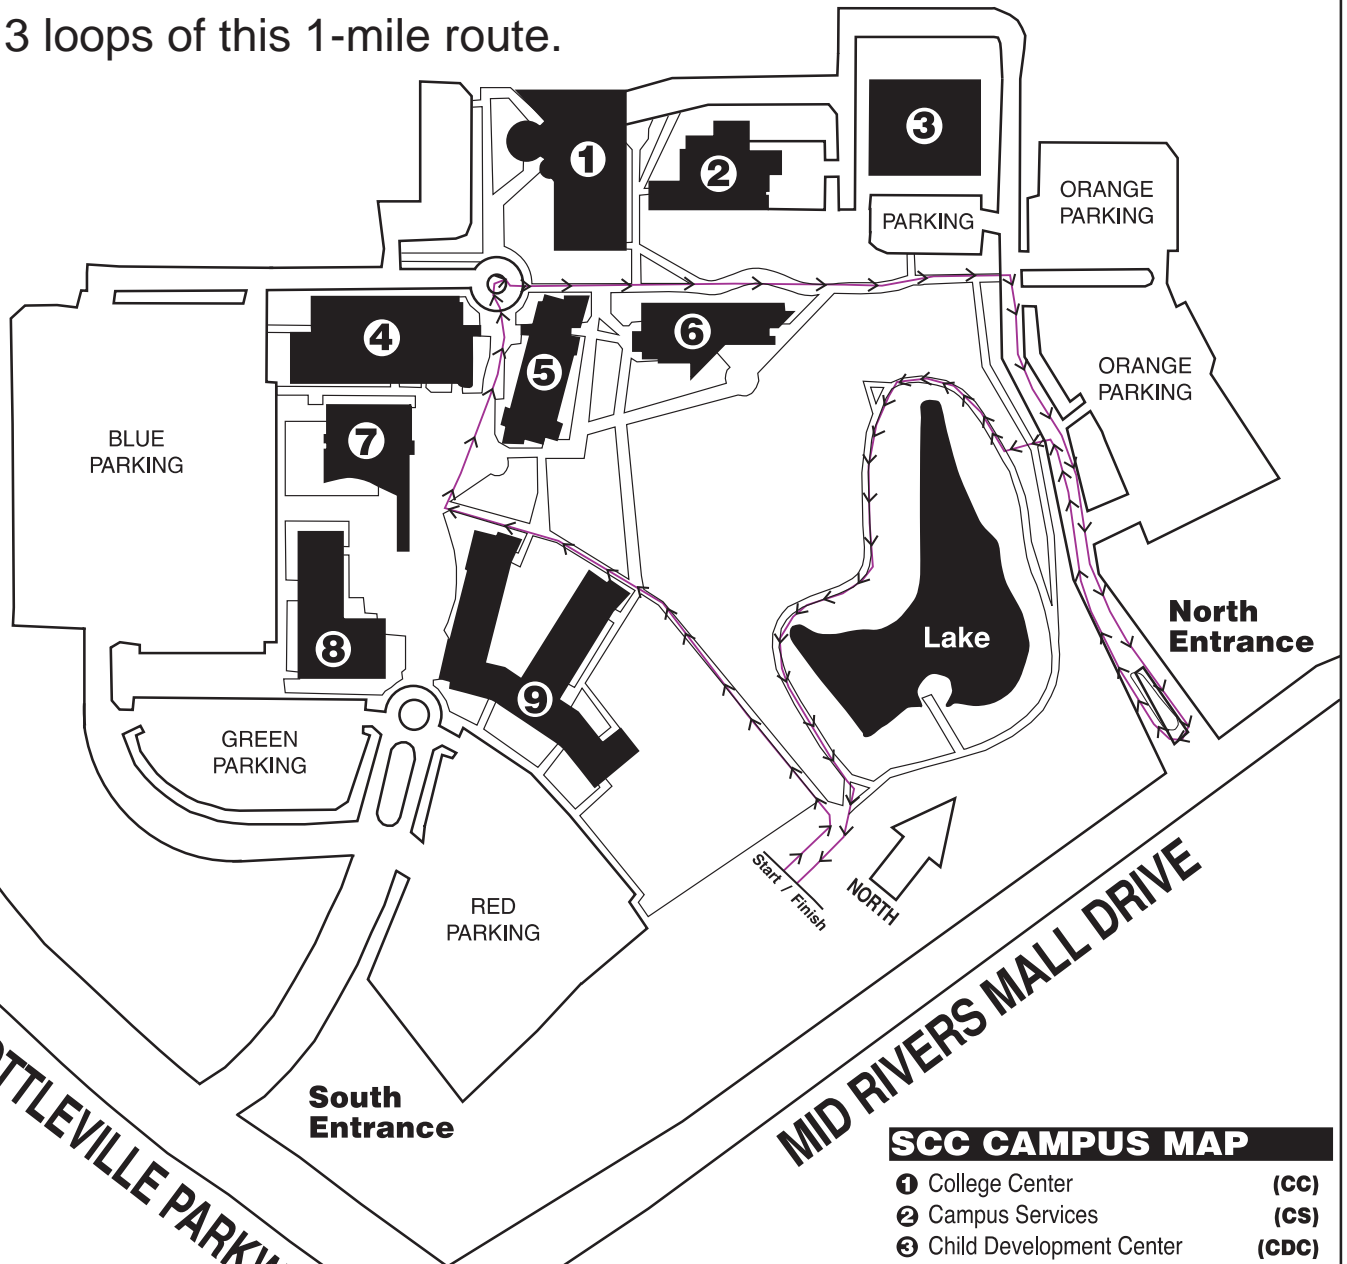 3 loops of this 1-mile route.
1
2
3
PARKING
ORANGE
PARKING
4
5
6
ORANGE
PARKING
BLUE
PARKING
7
8
9
Lake
North
Entrance
GREEN
PARKING
RED
PARKING
Start / Finish
NORTH
MID RIVERS MALL DRIVE
South
Entrance
SCC CAMPUS MAP
1 College Center (CC)
2 Campus Services (CS)
3 Child Development Center (CDC)